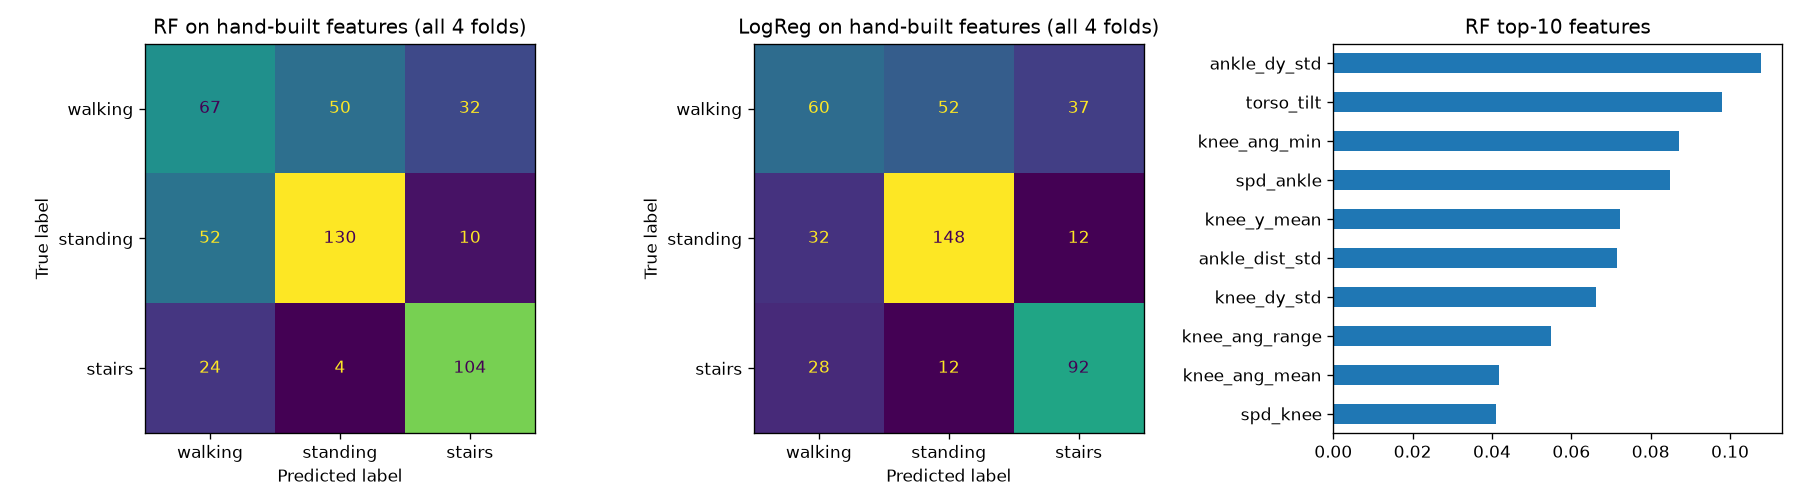 RF on hand-built features (all 4 folds)
True label
walking
67 50 32
standing
52 130 10
stairs
24 4 104
walking standing stairs
Predicted label
LogReg on hand-built features (all 4 folds)
True label
walking
60 52 37
standing
32 148 12
stairs
28 12 92
walking standing stairs
Predicted label
RF top-10 features
ankle_dy_std
torso_tilt
knee_ang_min
spd_ankle
knee_y_mean
ankle_dist_std
knee_dy_std
knee_ang_range
knee_ang_mean
spd_knee
0.00 0.02 0.04 0.06 0.08 0.10